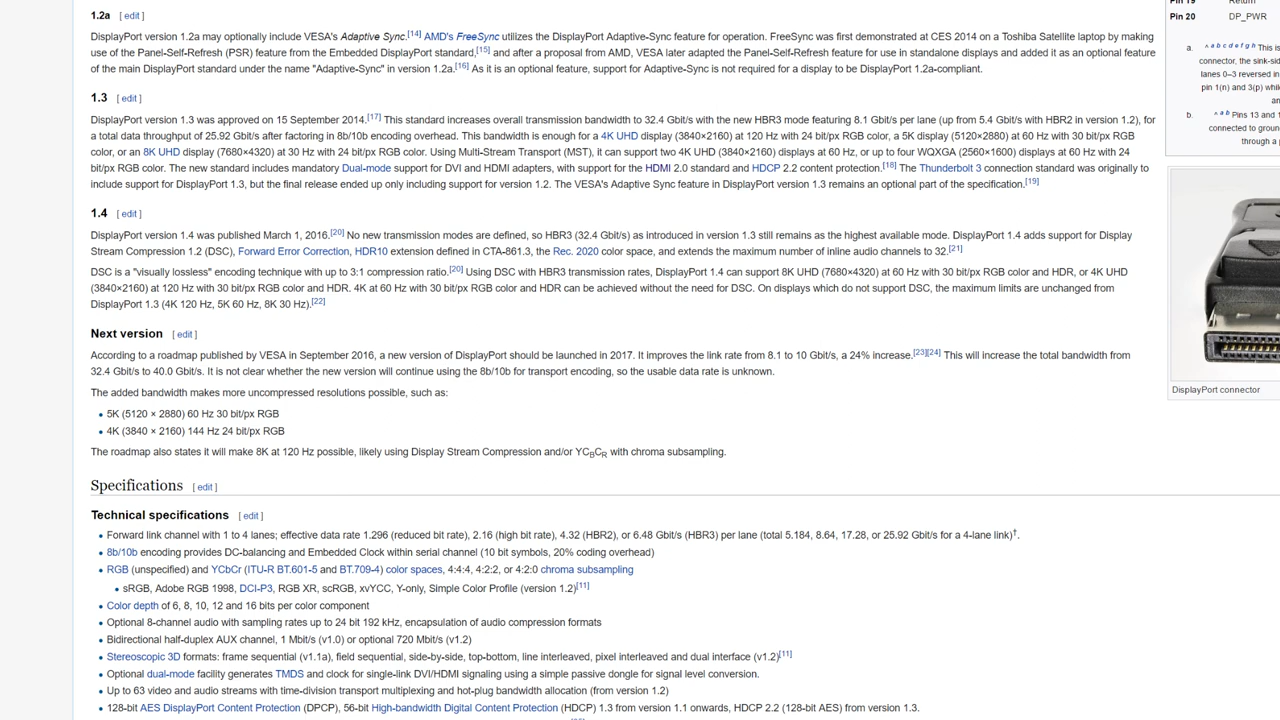 1.2a [ edit ]
DisplayPort version 1.2a may optionally include VESA's Adaptive Sync.[14] AMD's FreeSync utilizes the DisplayPort Adaptive-Sync feature for operation. FreeSync was first demonstrated at CES 2014 on a Toshiba Satellite laptop by making
use of the Panel-Self-Refresh (PSR) feature from the Embedded DisplayPort standard,[15] and after a proposal from AMD, VESA later adapted the Panel-Self-Refresh feature for use in standalone displays and added it as an optional feature
of the main DisplayPort standard under the name "Adaptive-Sync" in version 1.2a.[16] As it is an optional feature, support for Adaptive-Sync is not required for a display to be DisplayPort 1.2a-compliant.
1.3 [ edit ]
DisplayPort version 1.3 was approved on 15 September 2014.[17] This standard increases overall transmission bandwidth to 32.4 Gbit/s with the new HBR3 mode featuring 8.1 Gbit/s per lane (up from 5.4 Gbit/s with HBR2 in version 1.2), for
a total data throughput of 25.92 Gbit/s after factoring in 8b/10b encoding overhead. This bandwidth is enough for a 4K UHD display (3840×2160) at 120 Hz with 24 bit/px RGB color, a 5K display (5120×2880) at 60 Hz with 30 bit/px RGB
color, or an 8K UHD display (7680×4320) at 30 Hz with 24 bit/px RGB color. Using Multi-Stream Transport (MST), it can support two 4K UHD (3840×2160) displays at 60 Hz, or up to four WQXGA (2560×1600) displays at 60 Hz with 24
bit/px RGB color. The new standard includes mandatory Dual-mode support for DVI and HDMI adapters, with support for the HDMI 2.0 standard and HDCP 2.2 content protection.[18] The Thunderbolt 3 connection standard was originally to
include support for DisplayPort 1.3, but the final release ended up only including support for version 1.2. The VESA's Adaptive Sync feature in DisplayPort version 1.3 remains an optional part of the specification.[19]
1.4 [ edit ]
DisplayPort version 1.4 was published March 1, 2016.[20] No new transmission modes are defined, so HBR3 (32.4 Gbit/s) as introduced in version 1.3 still remains as the highest available mode. DisplayPort 1.4 adds support for Display
Stream Compression 1.2 (DSC), Forward Error Correction, HDR10 extension defined in CTA-861.3, the Rec. 2020 color space, and extends the maximum number of inline audio channels to 32.[21]
DSC is a "visually lossless" encoding technique with up to 3:1 compression ratio.[20] Using DSC with HBR3 transmission rates, DisplayPort 1.4 can support 8K UHD (7680×4320) at 60 Hz with 30 bit/px RGB color and HDR, or 4K UHD
(3840×2160) at 120 Hz with 30 bit/px RGB color and HDR. 4K at 60 Hz with 30 bit/px RGB color and HDR can be achieved without the need for DSC. On displays which do not support DSC, the maximum limits are unchanged from
DisplayPort 1.3 (4K 120 Hz, 5K 60 Hz, 8K 30 Hz).[22]
Next version [ edit ]
According to a roadmap published by VESA in September 2016, a new version of DisplayPort should be launched in 2017. It improves the link rate from 8.1 to 10 Gbit/s, a 24% increase.[23][24] This will increase the total bandwidth from
32.4 Gbit/s to 40.0 Gbit/s. It is not clear whether the new version will continue using the 8b/10b for transport encoding, so the usable data rate is unknown.
The added bandwidth makes more uncompressed resolutions possible, such as:
• 5K (5120 × 2880) 60 Hz 30 bit/px RGB
• 4K (3840 × 2160) 144 Hz 24 bit/px RGB
The roadmap also states it will make 8K at 120 Hz possible, likely using Display Stream Compression and/or YCBCR with chroma subsampling.
Specifications [ edit ]
Technical specifications [ edit ]
• Forward link channel with 1 to 4 lanes; effective data rate 1.296 (reduced bit rate), 2.16 (high bit rate), 4.32 (HBR2), or 6.48 Gbit/s (HBR3) per lane (total 5.184, 8.64, 17.28, or 25.92 Gbit/s for a 4-lane link)†.
• 8b/10b encoding provides DC-balancing and Embedded Clock within serial channel (10 bit symbols, 20% coding overhead)
• RGB (unspecified) and YCbCr (ITU-R BT.601-5 and BT.709-4) color spaces, 4:4:4, 4:2:2, or 4:2:0 chroma subsampling
• sRGB, Adobe RGB 1998, DCI-P3, RGB XR, scRGB, xvYCC, Y-only, Simple Color Profile (version 1.2)[11]
• Color depth of 6, 8, 10, 12 and 16 bits per color component
• Optional 8-channel audio with sampling rates up to 24 bit 192 kHz, encapsulation of audio compression formats
• Bidirectional half-duplex AUX channel, 1 Mbit/s (v1.0) or optional 720 Mbit/s (v1.2)
• Stereoscopic 3D formats: frame sequential (v1.1a), field sequential, side-by-side, top-bottom, line interleaved, pixel interleaved and dual interface (v1.2)[11]
• Optional dual-mode facility generates TMDS and clock for single-link DVI/HDMI signaling using a simple passive dongle for signal level conversion.
• Up to 63 video and audio streams with time-division transport multiplexing and hot-plug bandwidth allocation (from version 1.2)
• 128-bit AES DisplayPort Content Protection (DPCP), 56-bit High-bandwidth Digital Content Protection (HDCP) 1.3 from version 1.1 onwards, HDCP 2.2 (128-bit AES) from version 1.3.
Pin 19 Return
Pin 20 DP_PWR
a. ^ a b c d e f g h This is
connector, the sink-sid
lanes 0–3 reversed in
pin 1(n) and 3(p) while
an
b. ^ a b Pins 13 and 1
connected to ground
through a p
DisplayPort connector